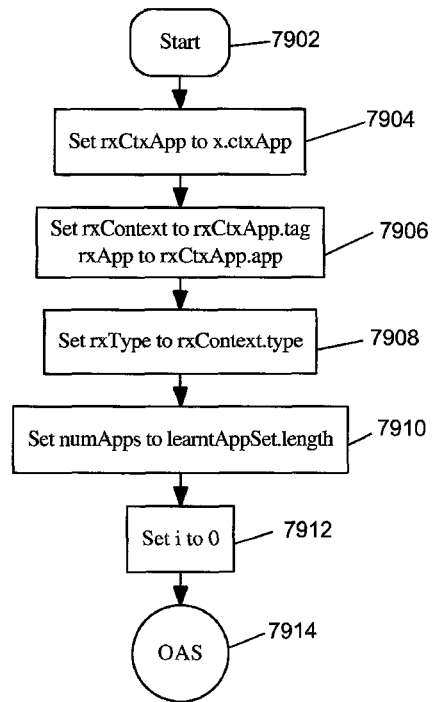 Start
7902
Set rxCtxApp to x.ctxApp
7904
Set rxContext to rxCtxApp.tag
rxApp to rxCtxApp.app
7906
Set rxType to rxContext.type
7908
Set numApps to learntAppSet.length
7910
Set i to 0
7912
OAS
7914